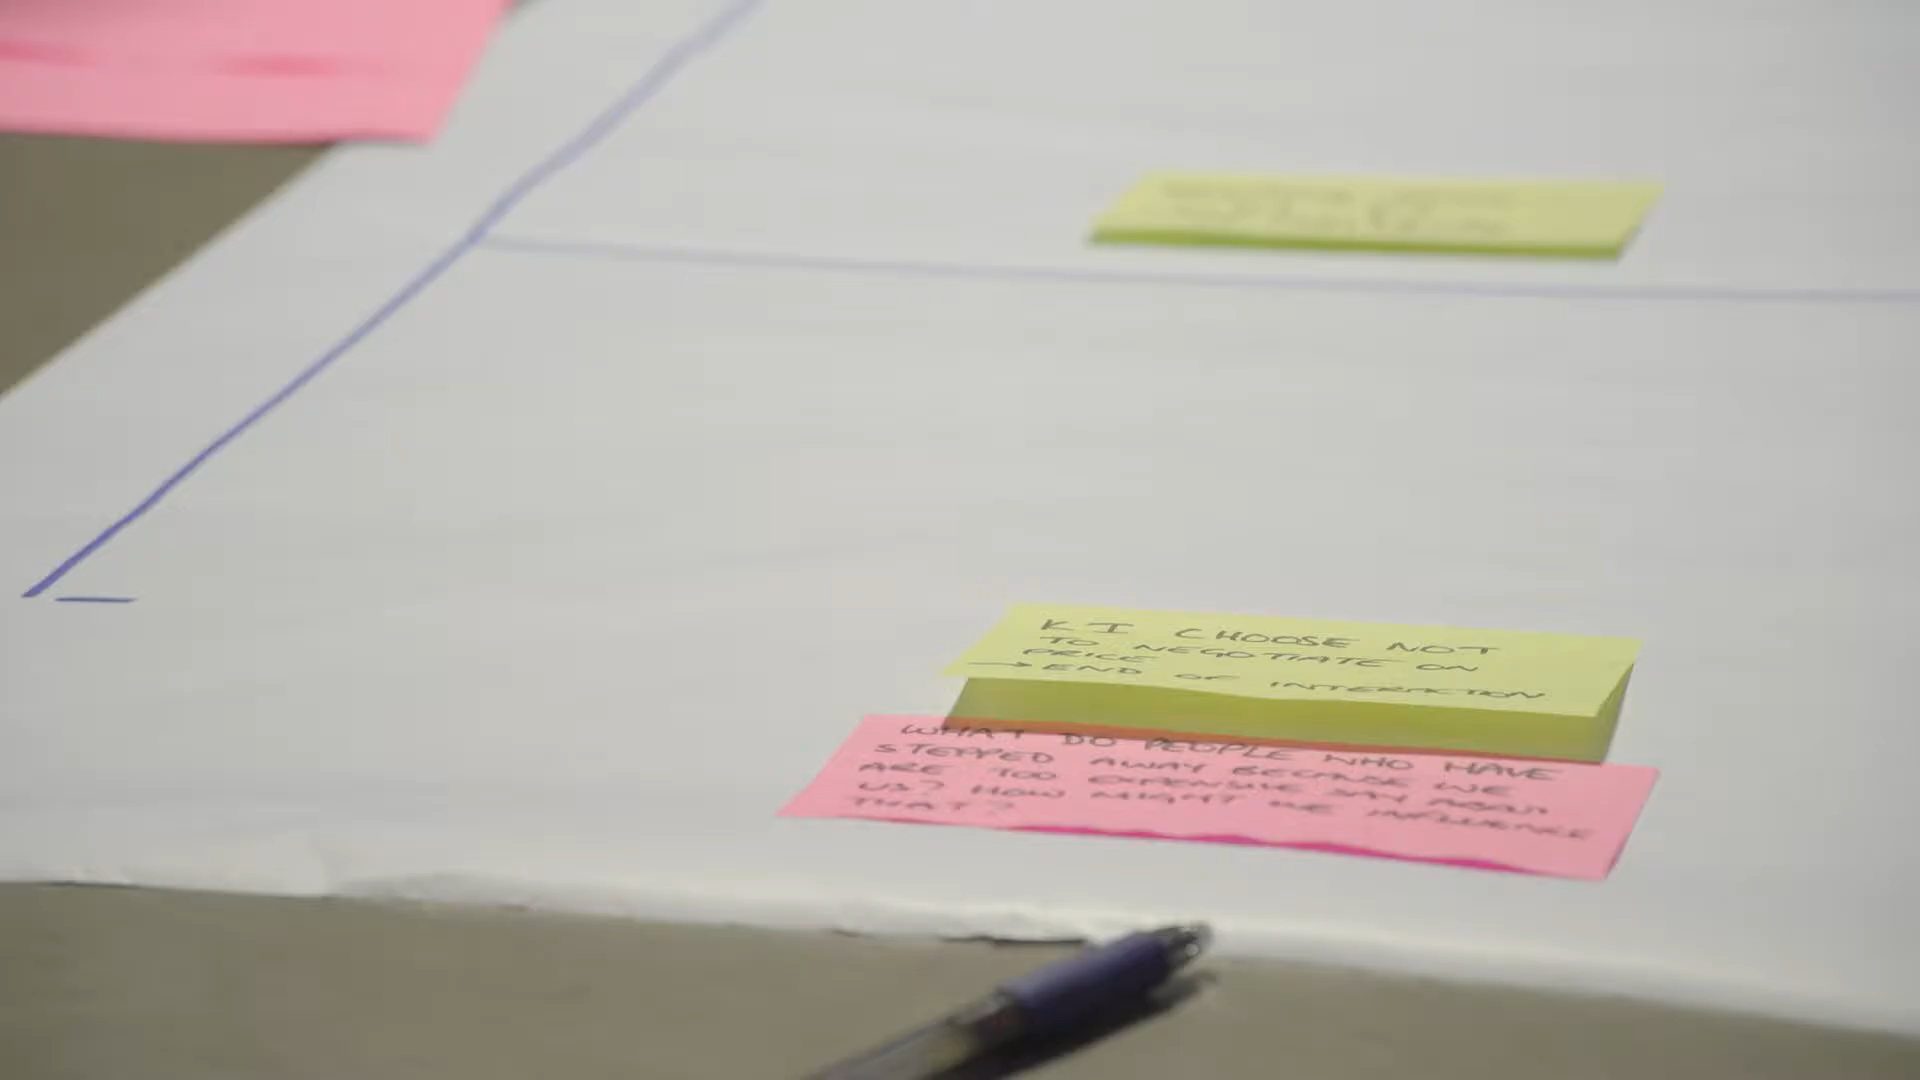 K I CHOOSE NOT
TO NEGOTIATE ON
PRICE
→ END OF INTERACTION
WHAT DO PEOPLE WHO HAVE
STEPPED AWAY BECAUSE WE
ARE TOO EXPENSIVE SAY ABOUT
US? HOW MIGHT WE INFLUENCE
THAT?